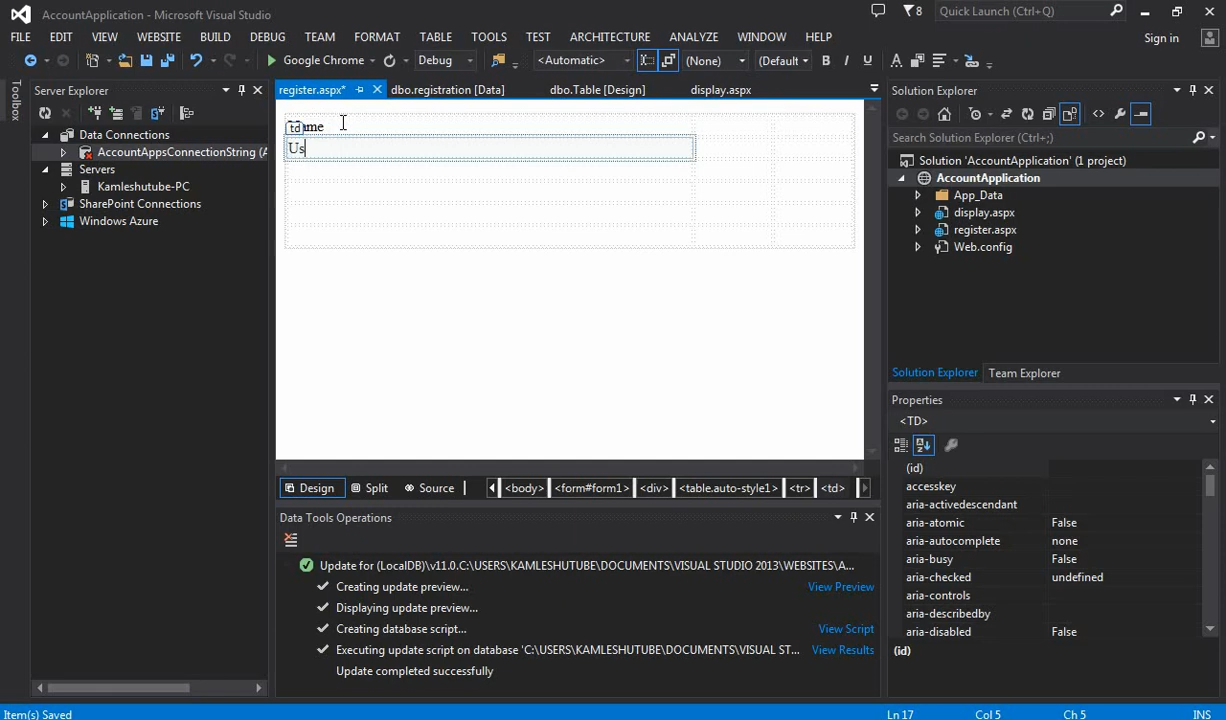 AccountApplication - Microsoft Visual Studio
8
Quick Launch (Ctrl+Q)
FILE EDIT VIEW WEBSITE BUILD DEBUG TEAM FORMAT TABLE TOOLS TEST ARCHITECTURE ANALYZE WINDOW HELP
Sign in
Google Chrome
Debug
<Automatic>
(None)
(Default
B I U
Toolbox
Server Explorer
Data Connections
AccountAppsConnectionString (A
Servers
Kamleshutube-PC
SharePoint Connections
Windows Azure
register.aspx*
dbo.registration [Data]
dbo.Table [Design]
display.aspx
td
Us
Design
Split
Source
<body>
<form#form1>
<div>
<table.auto-style1>
<tr>
<td>
Data Tools Operations
Update for (LocalDB)\v11.0.C:\USERS\KAMLESHUTUBE\DOCUMENTS\VISUAL STUDIO 2013\WEBSITES\A...
Creating update preview...
View Preview
Displaying update preview...
Creating database script...
View Script
Executing update script on database 'C:\USERS\KAMLESHUTUBE\DOCUMENTS\VISUAL ST...
View Results
Update completed successfully
Solution Explorer
Search Solution Explorer (Ctrl+;)
Solution 'AccountApplication' (1 project)
AccountApplication
App_Data
display.aspx
register.aspx
Web.config
Solution Explorer
Team Explorer
Properties
<TD>
(id)
accesskey
aria-activedescendant
aria-atomic False
aria-autocomplete none
aria-busy False
aria-checked undefined
aria-controls
aria-describedby
aria-disabled False
(id)
Item(s) Saved
Ln 17
Col 5
Ch 5
INS